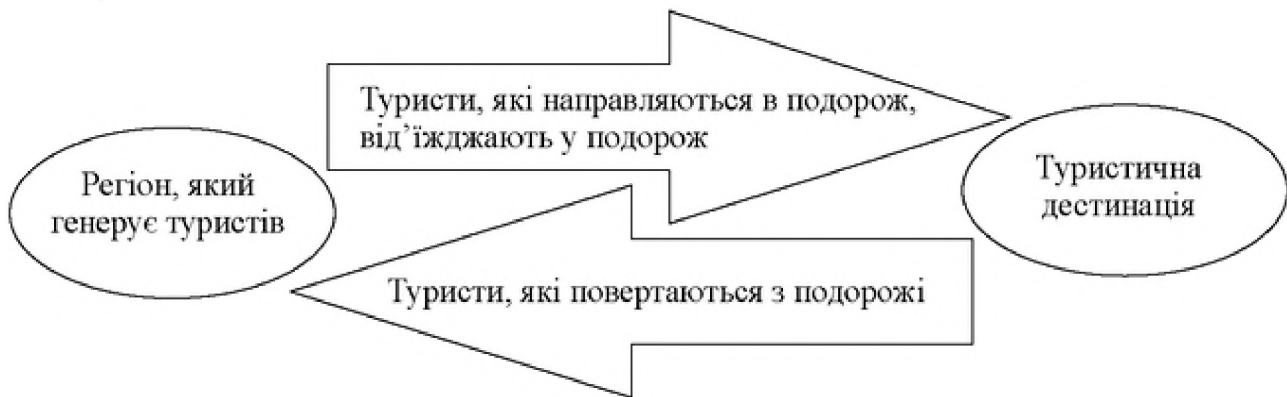 Туристи, які направляються в подорож,
від’їжджають у подорож
Регіон, який
генерує туристів
Туристична
дестинація
Туристи, які повертаються з подорожі